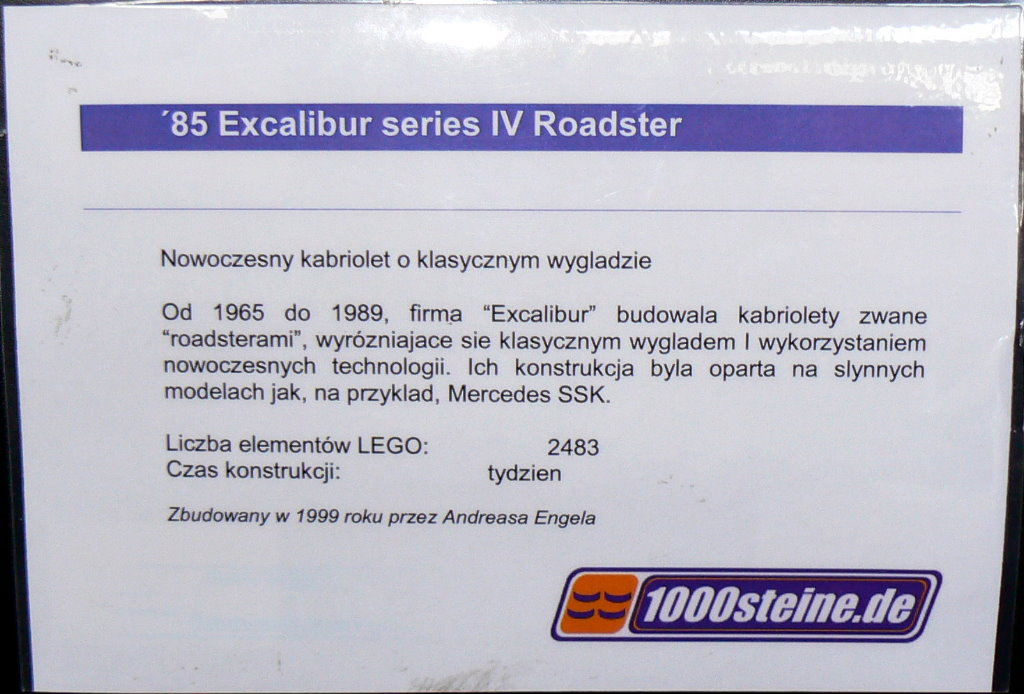 ´85 Excalibur series IV Roadster
Nowoczesny kabriolet o klasycznym wygladzie
Od 1965 do 1989, firma “Excalibur” budowala kabriolety zwane
“roadsterami”, wyrózniajace sie klasycznym wygladem I wykorzystaniem
nowoczesnych technologii. Ich konstrukcja byla oparta na slynnych
modelach jak, na przyklad, Mercedes SSK.
Liczba elementów LEGO: 2483
Czas konstrukcji: tydzien
Zbudowany w 1999 roku przez Andreasa Engela
1000steine.de